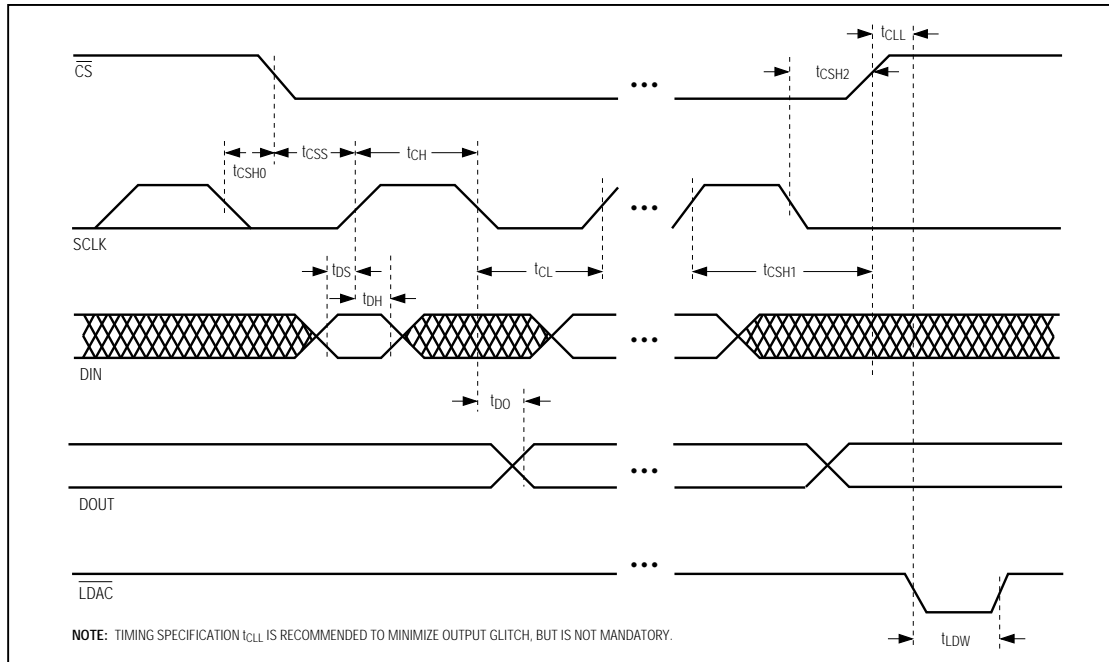 tCLL
CS
tCSH2
tCSS
tCH
tCSH0
SCLK
tDS
tCL
tCSH1
tDH
DIN
tDO
DOUT
LDAC
NOTE: TIMING SPECIFICATION tCLL IS RECOMMENDED TO MINIMIZE OUTPUT GLITCH, BUT IS NOT MANDATORY.
tLDW